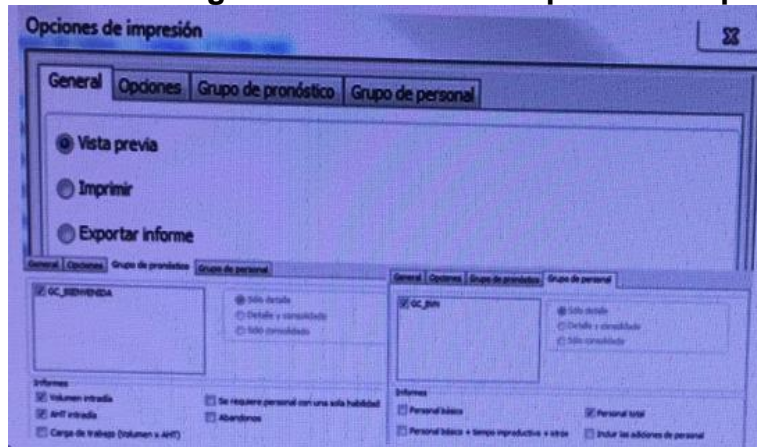 Opciones de impresión
General Opciones Grupo de pronóstico Grupo de personal
Vista previa
Imprimir
Exportar informe
General Opciones Grupo de pronóstico Grupo de personal
GC_BIENVENIDA
Sólo detalle
Detalle y consolidado
Sólo consolidado
Informes
Volumen intradía
AHT intradía
Carga de trabajo (Volumen x AHT)
Se requiere personal con una sola habilidad
Abandonos
General Opciones Grupo de pronóstico Grupo de personal
Sólo detalle
Detalle y consolidado
Sólo consolidado
Informes
Personal básico
Personal básico + tiempo improductivo + otros
Personal total
Incluir las adiciones de personal